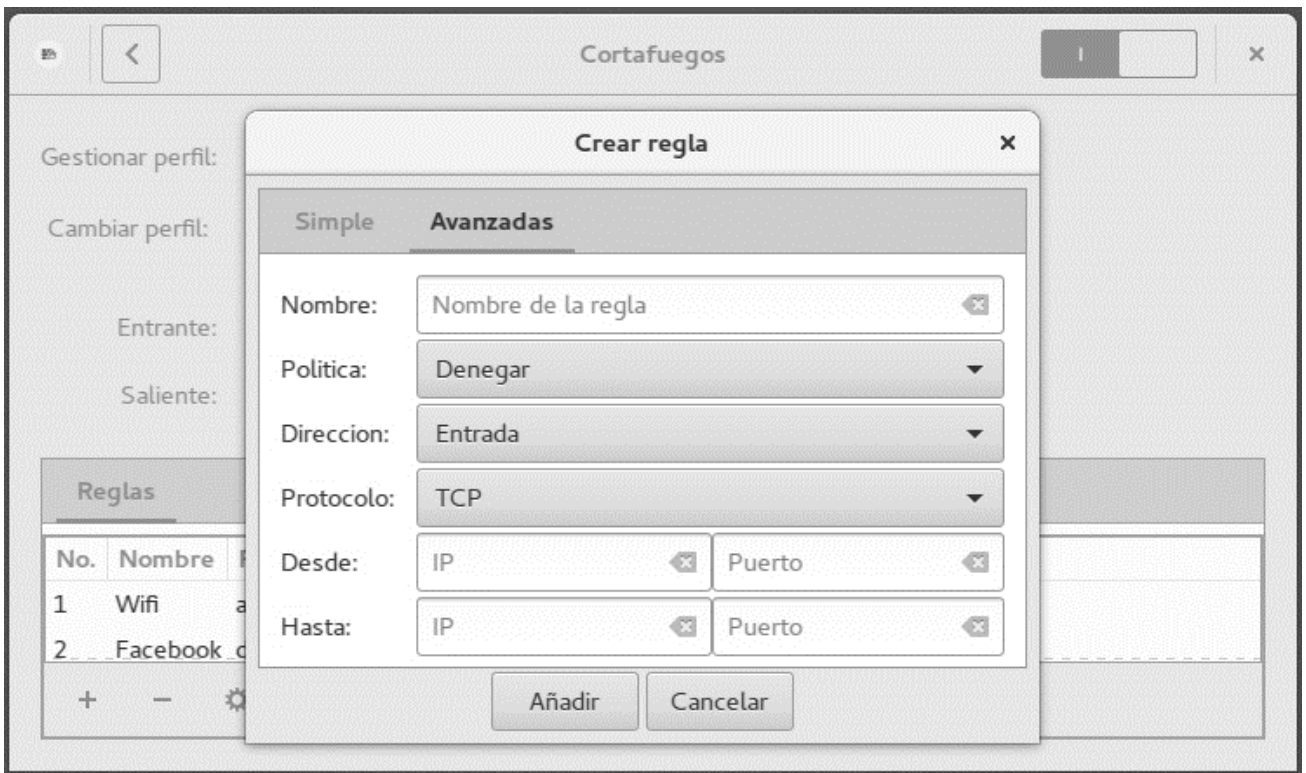 Cortafuegos
Gestionar perfil:
Cambiar perfil:
Entrante:
Saliente:
Crear regla
Simple Avanzadas
Nombre: Nombre de la regla
Politica: Denegar
Direccion: Entrada
Protocolo: TCP
Desde: IP Puerto
Hasta: IP Puerto
Añadir Cancelar
Reglas
No. Nombre
1 Wifi
2 Facebook